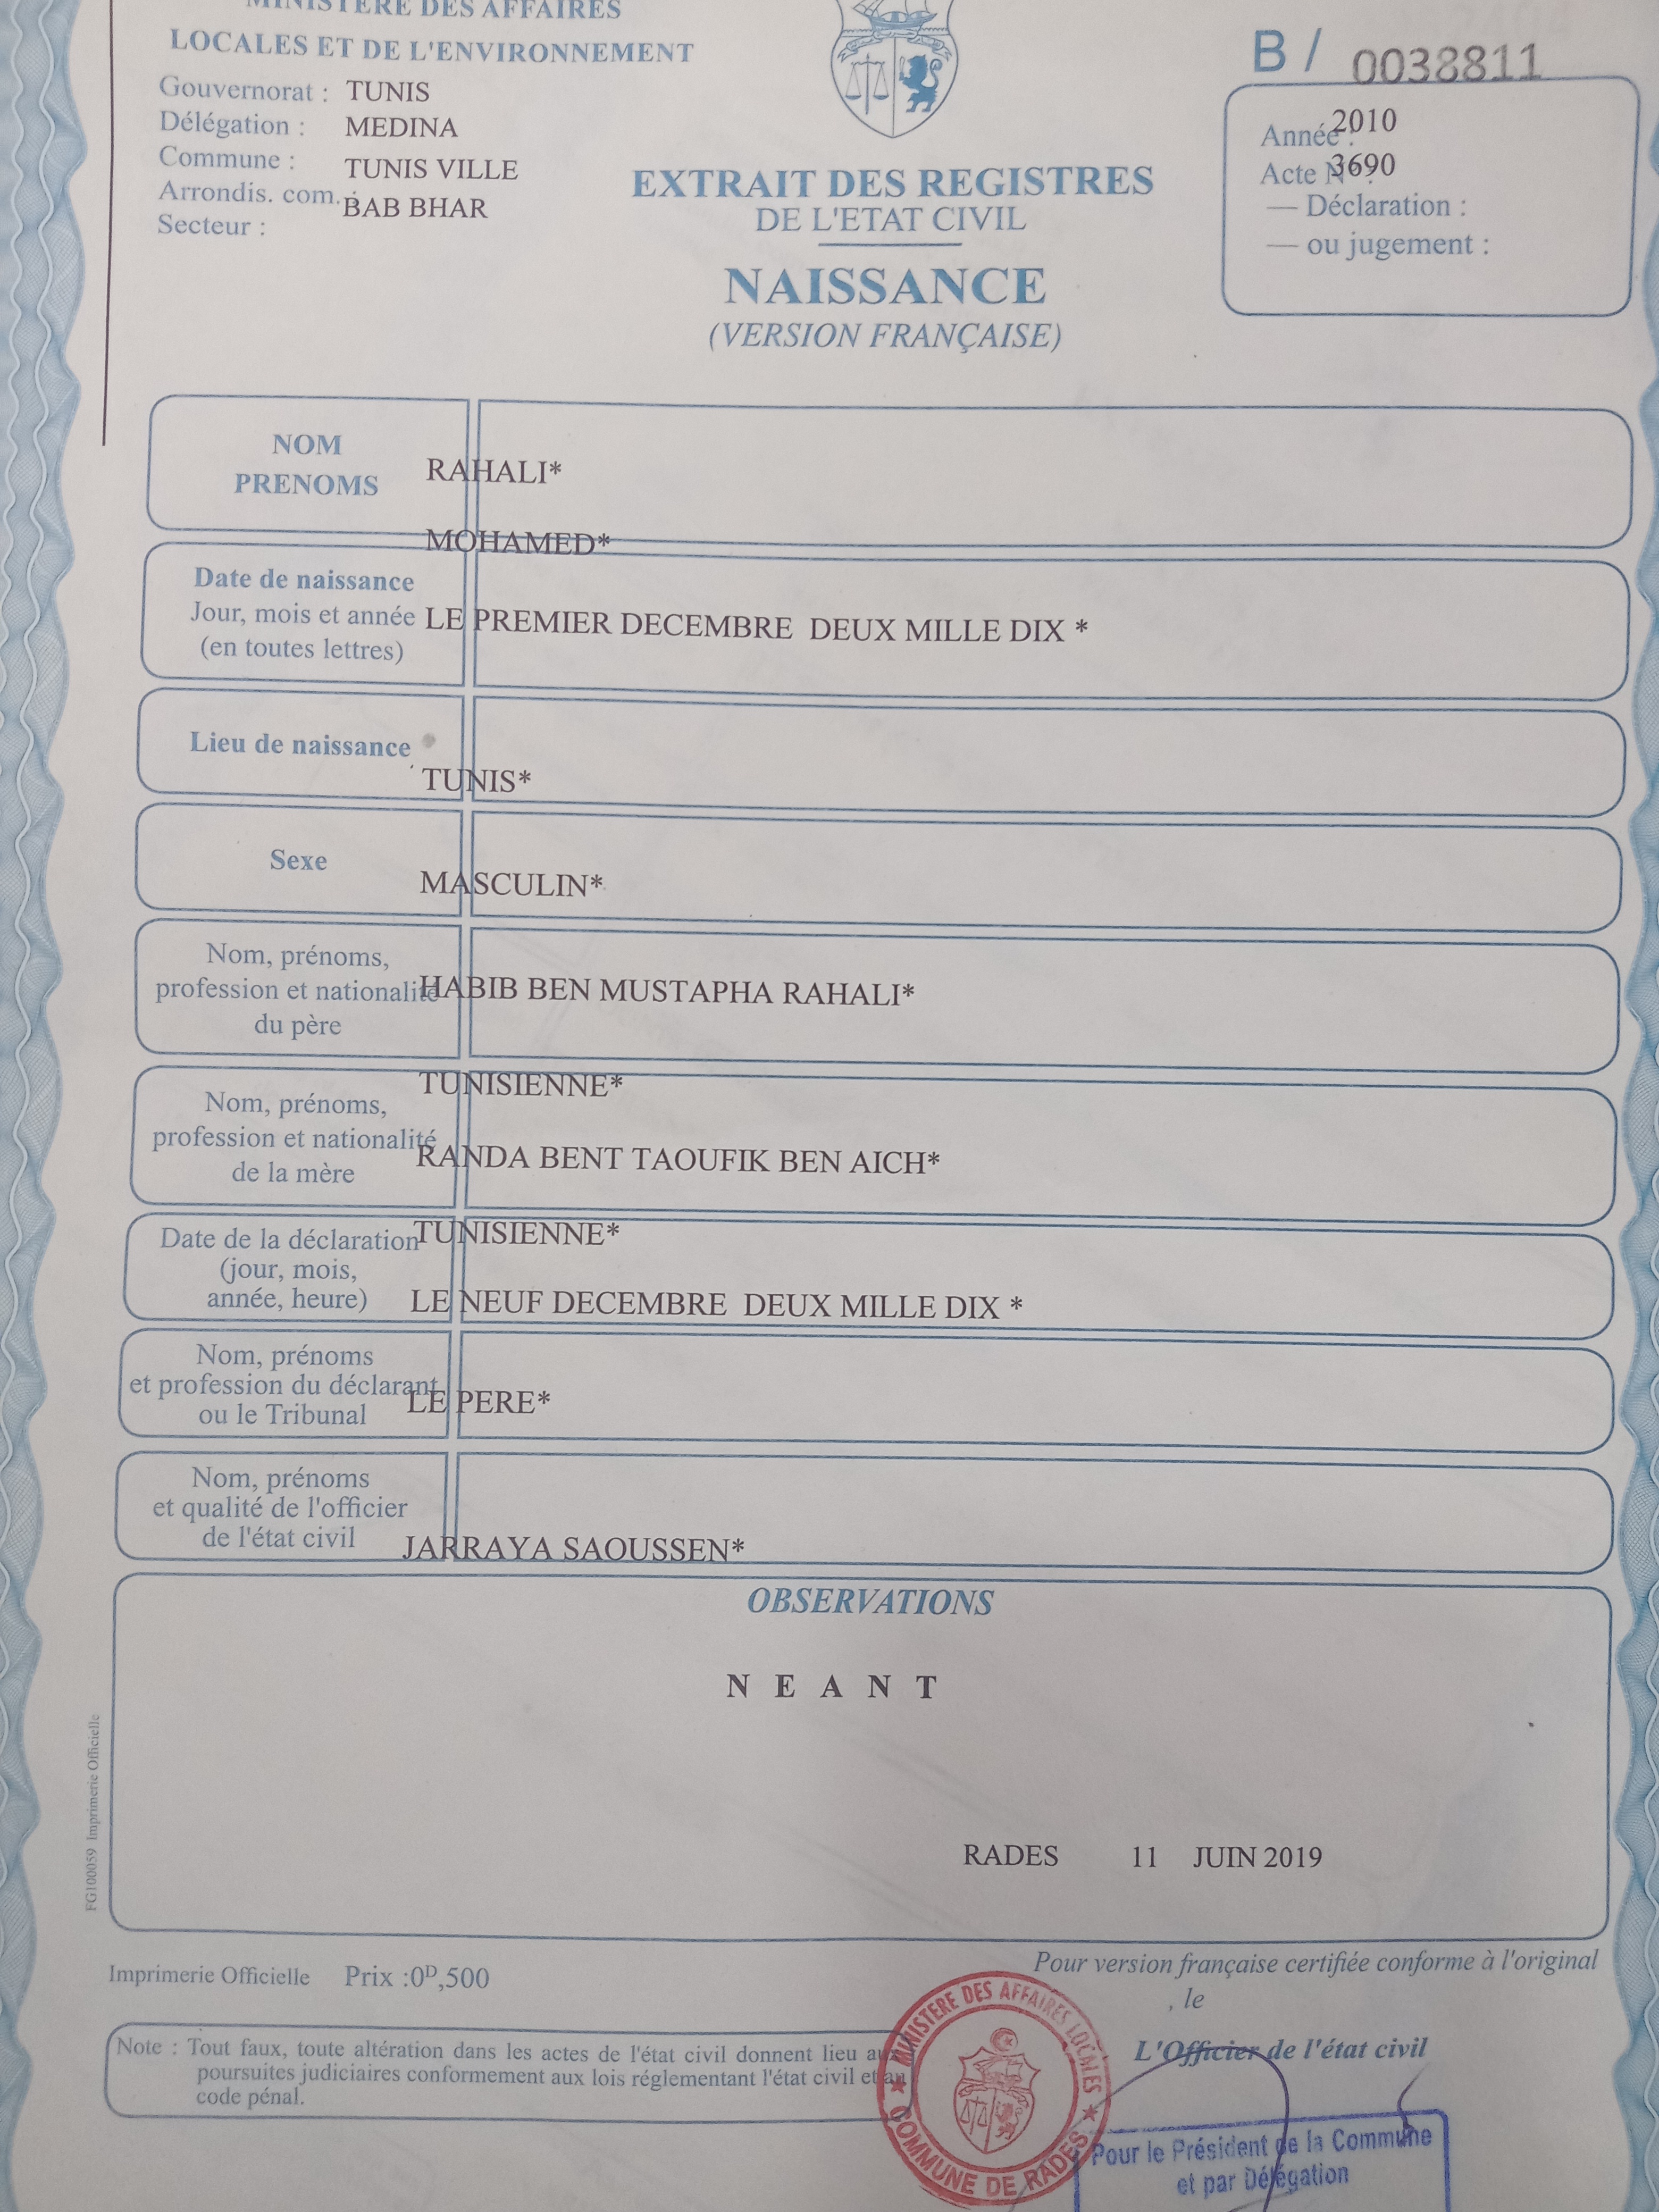 MINISTERE DES AFFAIRES
LOCALES ET DE L'ENVIRONNEMENT
Gouvernorat : TUNIS
Délégation : MEDINA
Commune : TUNIS VILLE
Arrondis. com. : BAB BHAR
Secteur :
B / 0038811
Année : 2010
Acte N° : 3690
— Déclaration :
— ou jugement :
EXTRAIT DES REGISTRES
DE L'ETAT CIVIL
NAISSANCE
(VERSION FRANÇAISE)
NOM
PRENOMS
RAHALI*
MOHAMED*
Date de naissance
Jour, mois et année
(en toutes lettres)
LE PREMIER DECEMBRE DEUX MILLE DIX *
Lieu de naissance
TUNIS*
Sexe
MASCULIN*
Nom, prénoms,
profession et nationalité
du père
HABIB BEN MUSTAPHA RAHALI*
TUNISIENNE*
Nom, prénoms,
profession et nationalité
de la mère
RANDA BENT TAOUFIK BEN AICH*
TUNISIENNE*
Date de la déclaration
(jour, mois,
année, heure)
LE NEUF DECEMBRE DEUX MILLE DIX *
Nom, prénoms
et profession du déclarant
ou le Tribunal
LE PERE*
Nom, prénoms
et qualité de l'officier
de l'état civil
JARRAYA SAOUSSEN*
OBSERVATIONS
N E A N T
RADES 11 JUIN 2019
FG100059 Imprimerie Officielle
Imprimerie Officielle Prix :0D,500
Pour version française certifiée conforme à l'original
, le
L'Officier de l'état civil
Note : Tout faux, toute altération dans les actes de l'état civil donnent lieu aux
poursuites judiciaires conformement aux lois réglementant l'état civil et au
code pénal.
MINISTERE DES AFFAIRES LOCALES
COMMUNE DE RADES
Pour le Président de la Commune
et par Délégation